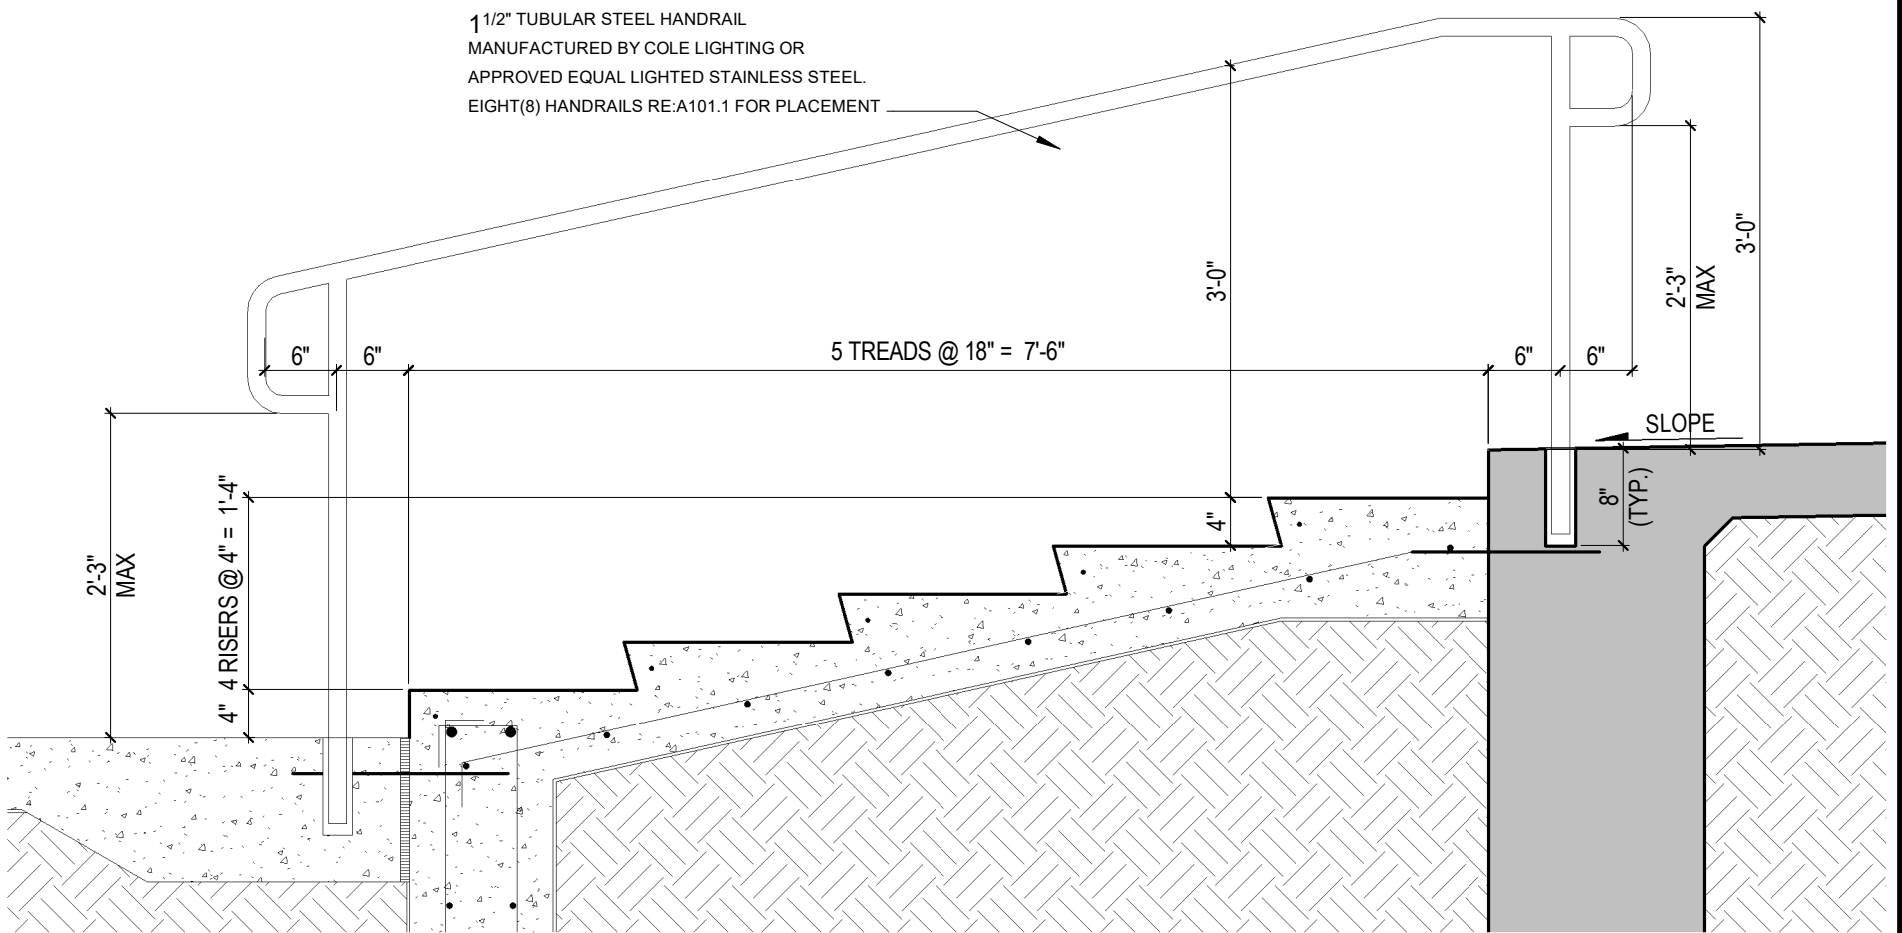 1 1/2" TUBULAR STEEL HANDRAIL
MANUFACTURED BY COLE LIGHTING OR
APPROVED EQUAL LIGHTED STAINLESS STEEL.
EIGHT(8) HANDRAILS RE:A101.1 FOR PLACEMENT
3'-0"
2'-3"
MAX
3'-0"
6"
6"
5 TREADS @ 18" = 7'-6"
6"
6"
SLOPE
8"
(TYP.)
4"
2'-3"
MAX
4 RISERS @ 4" = 1'-4"
4"